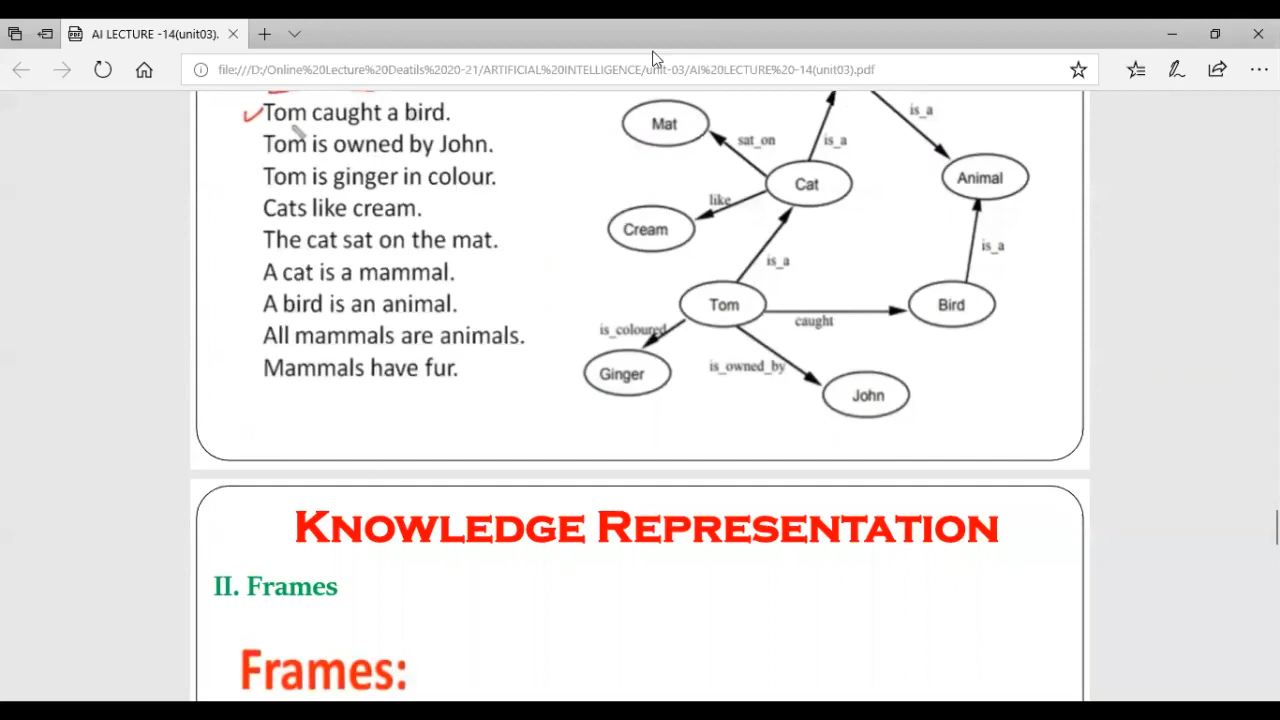 AI LECTURE -14(unit03).
file:///D:/Online%20Lecture%20Deatils%2020-21/ARTIFICIAL%20INTELLIGENCE/unit-03/AI%20LECTURE%20-14(unit03).pdf
Tom caught a bird.
Tom is owned by John.
Tom is ginger in colour.
Cats like cream.
The cat sat on the mat.
A cat is a mammal.
A bird is an animal.
All mammals are animals.
Mammals have fur.
is_a
Mat
sat_on
is_a
Animal
Cat
like
Cream
is_a
is_a
Tom
Bird
caught
is_coloured
is_owned_by
Ginger
John
KNOWLEDGE REPRESENTATION
II. Frames
Frames: